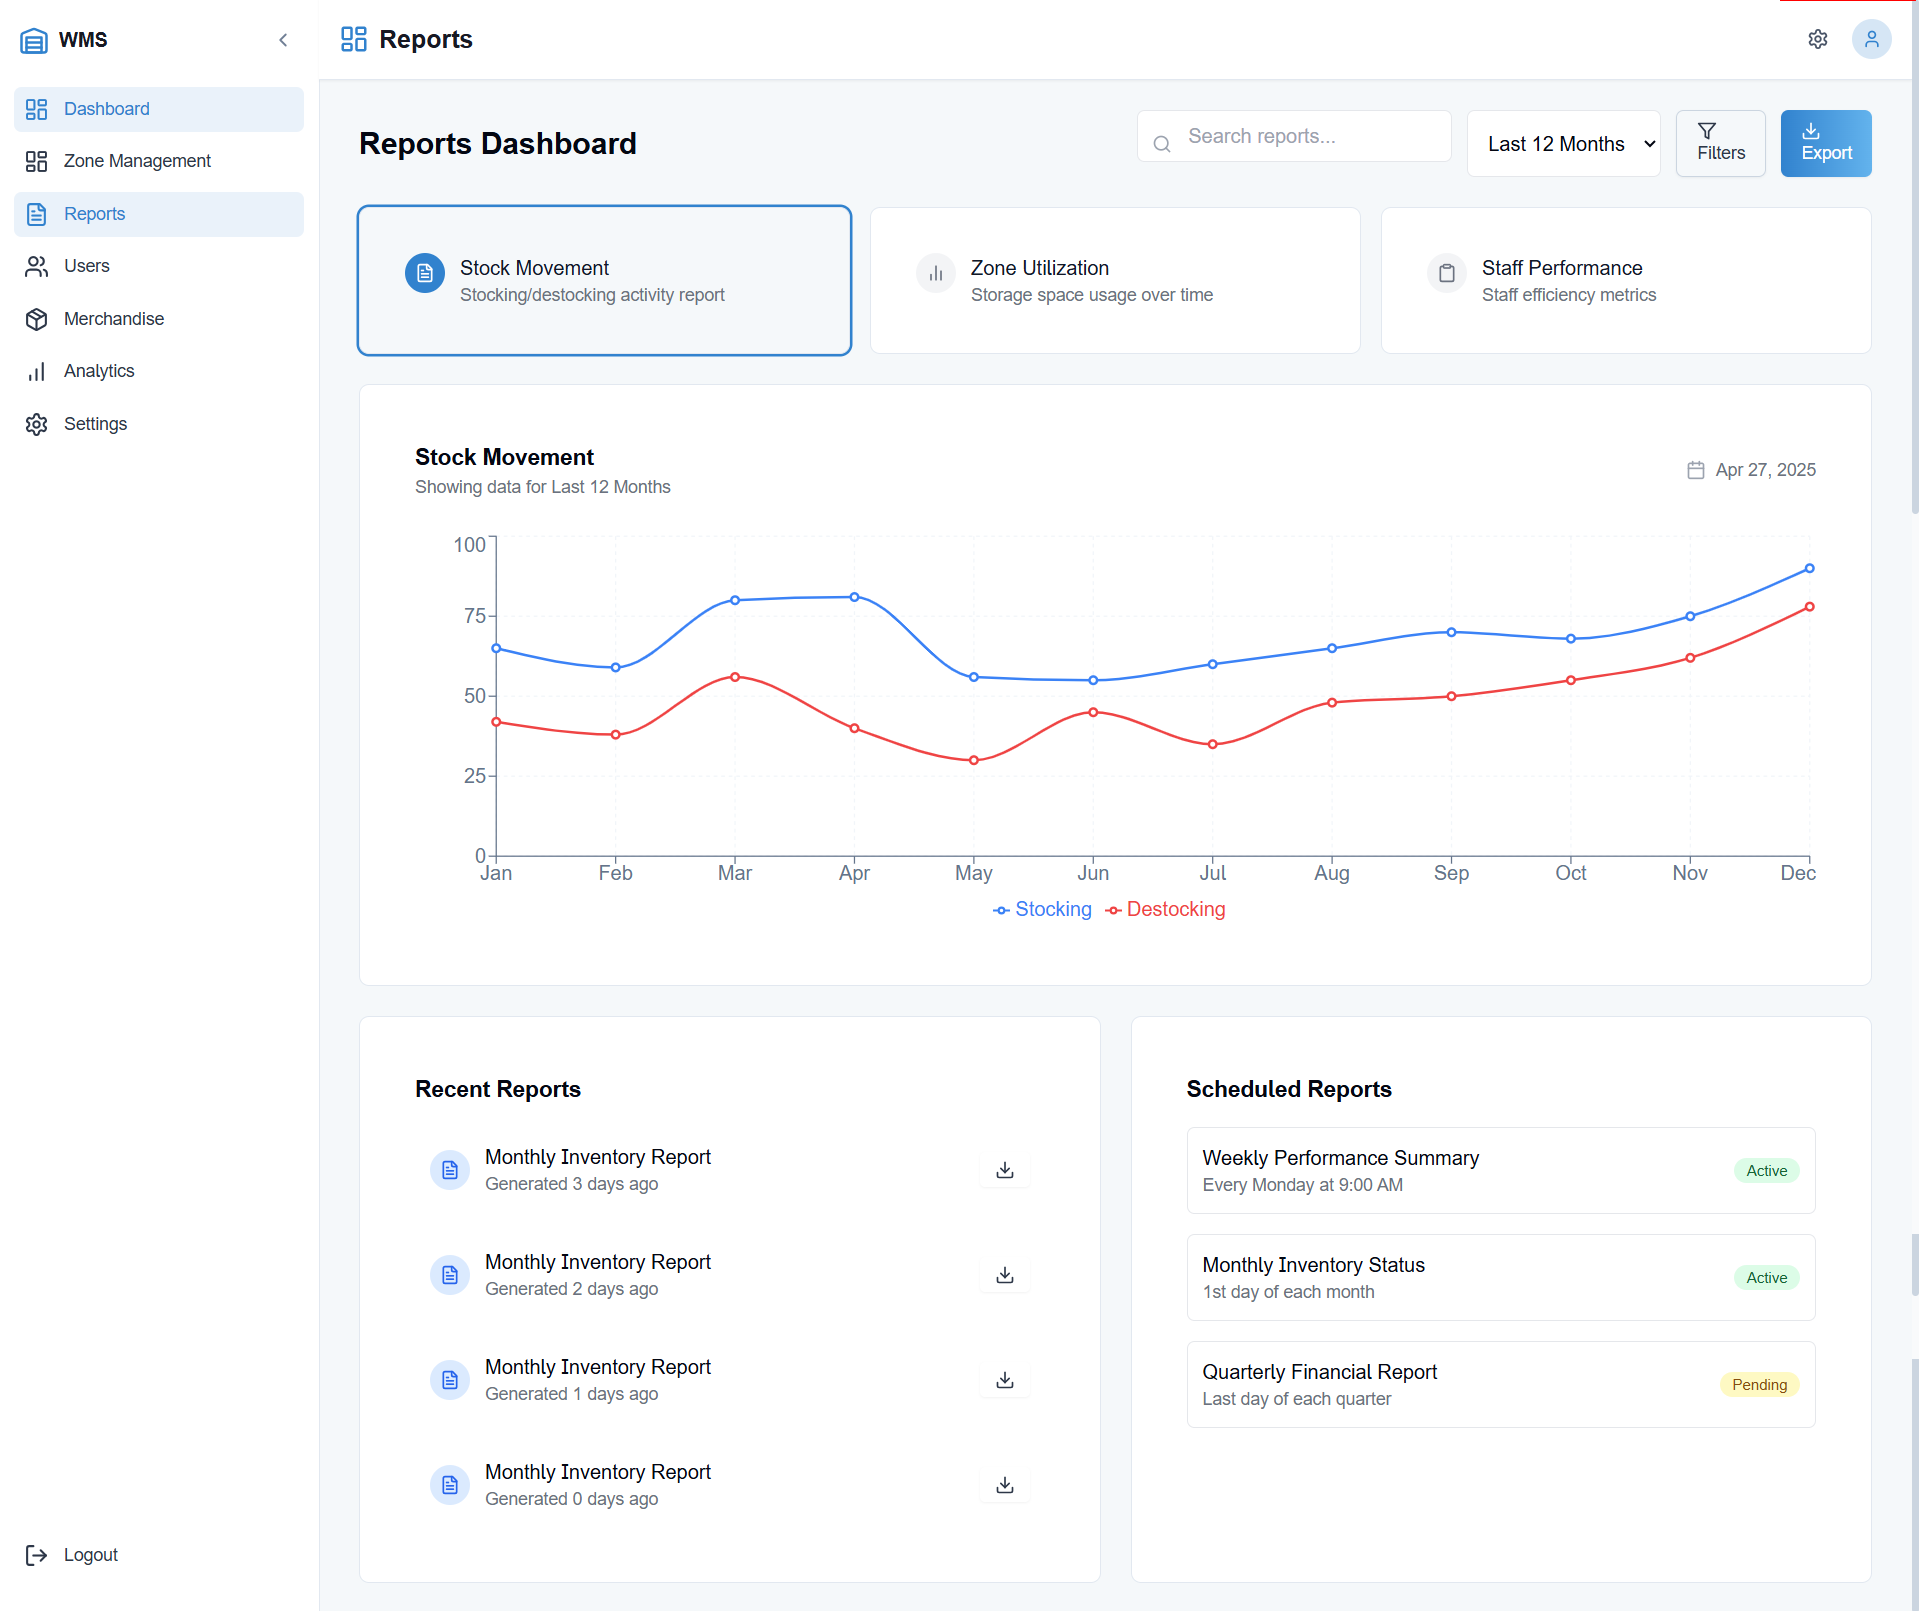 WMS
Reports
Dashboard
Zone Management
Reports
Users
Merchandise
Analytics
Settings
Logout
Reports Dashboard
Search reports...
Last 12 Months
Filters
Export
Stock Movement
Stocking/destocking activity report
Zone Utilization
Storage space usage over time
Staff Performance
Staff efficiency metrics
Stock Movement
Showing data for Last 12 Months
Apr 27, 2025
100
75
50
25
0
Jan Feb Mar Apr May Jun Jul Aug Sep Oct Nov Dec
Stocking Destocking
Recent Reports
Monthly Inventory Report
Generated 3 days ago
Monthly Inventory Report
Generated 2 days ago
Monthly Inventory Report
Generated 1 days ago
Monthly Inventory Report
Generated 0 days ago
Scheduled Reports
Weekly Performance Summary
Every Monday at 9:00 AM
Active
Monthly Inventory Status
1st day of each month
Active
Quarterly Financial Report
Last day of each quarter
Pending